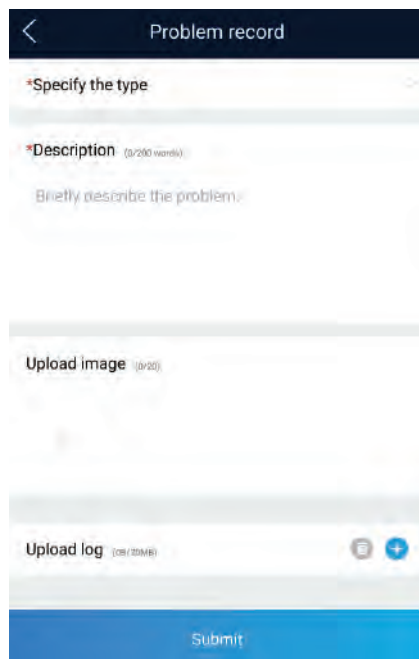 Problem record
*Specify the type
*Description (0/200 words)
Briefly describe the problem.
Upload image (0/20)
Upload log (0B/20MB)
Submit